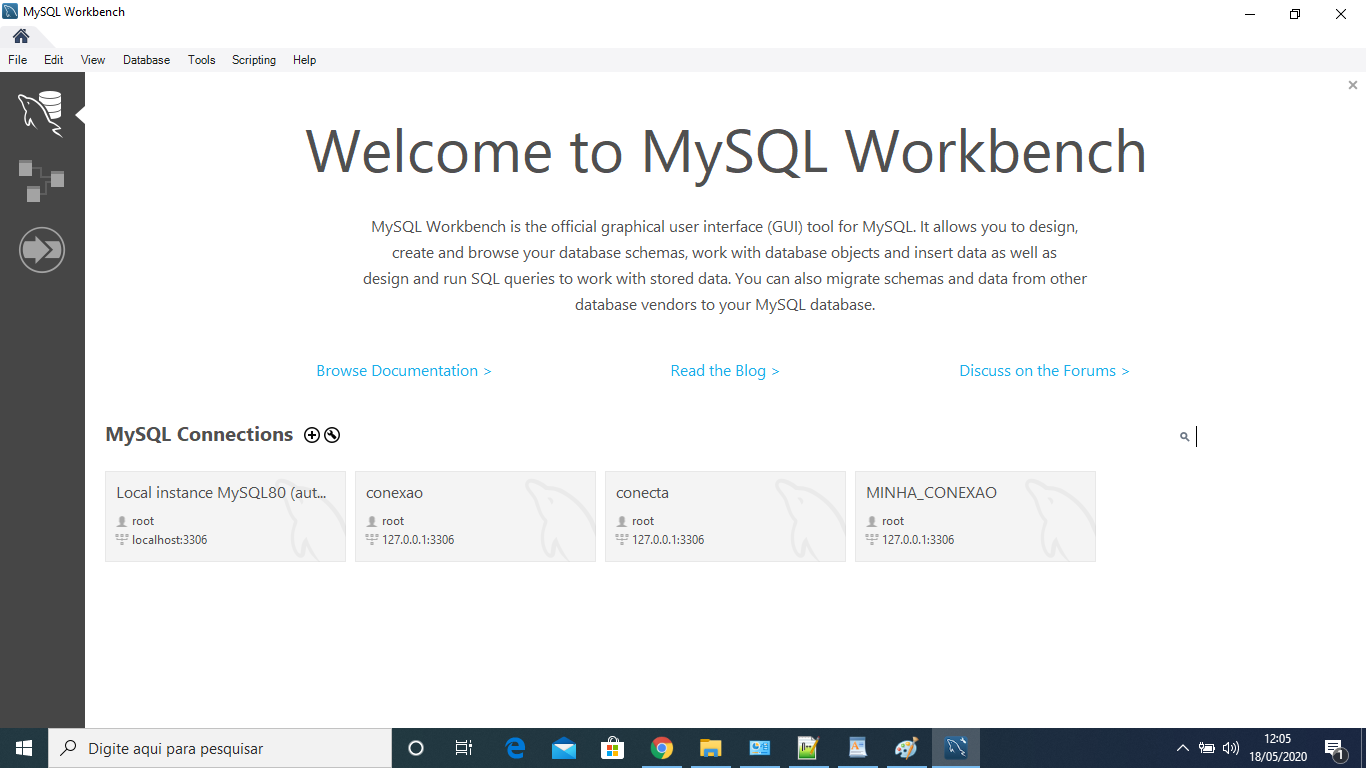 MySQL Workbench
File Edit View Database Tools Scripting Help
Welcome to MySQL Workbench
MySQL Workbench is the official graphical user interface (GUI) tool for MySQL. It allows you to design,
create and browse your database schemas, work with database objects and insert data as well as
design and run SQL queries to work with stored data. You can also migrate schemas and data from other
database vendors to your MySQL database.
Browse Documentation > Read the Blog > Discuss on the Forums >
MySQL Connections
Local instance MySQL80 (aut...
root
localhost:3306
conexao
root
127.0.0.1:3306
conecta
root
127.0.0.1:3306
MINHA_CONEXAO
root
127.0.0.1:3306
Digite aqui para pesquisar
12:05
18/05/2020
1